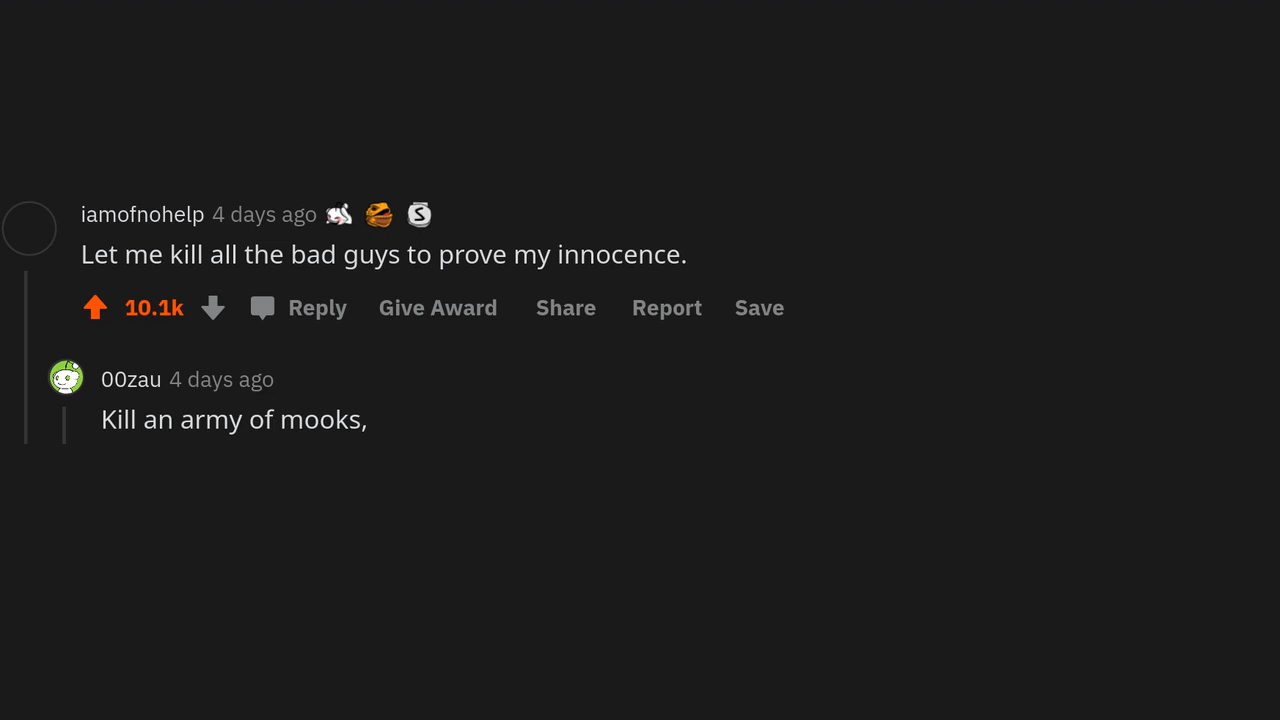 iamofnohelp 4 days ago
Let me kill all the bad guys to prove my innocence.
10.1k Reply Give Award Share Report Save
00zau 4 days ago
Kill an army of mooks,